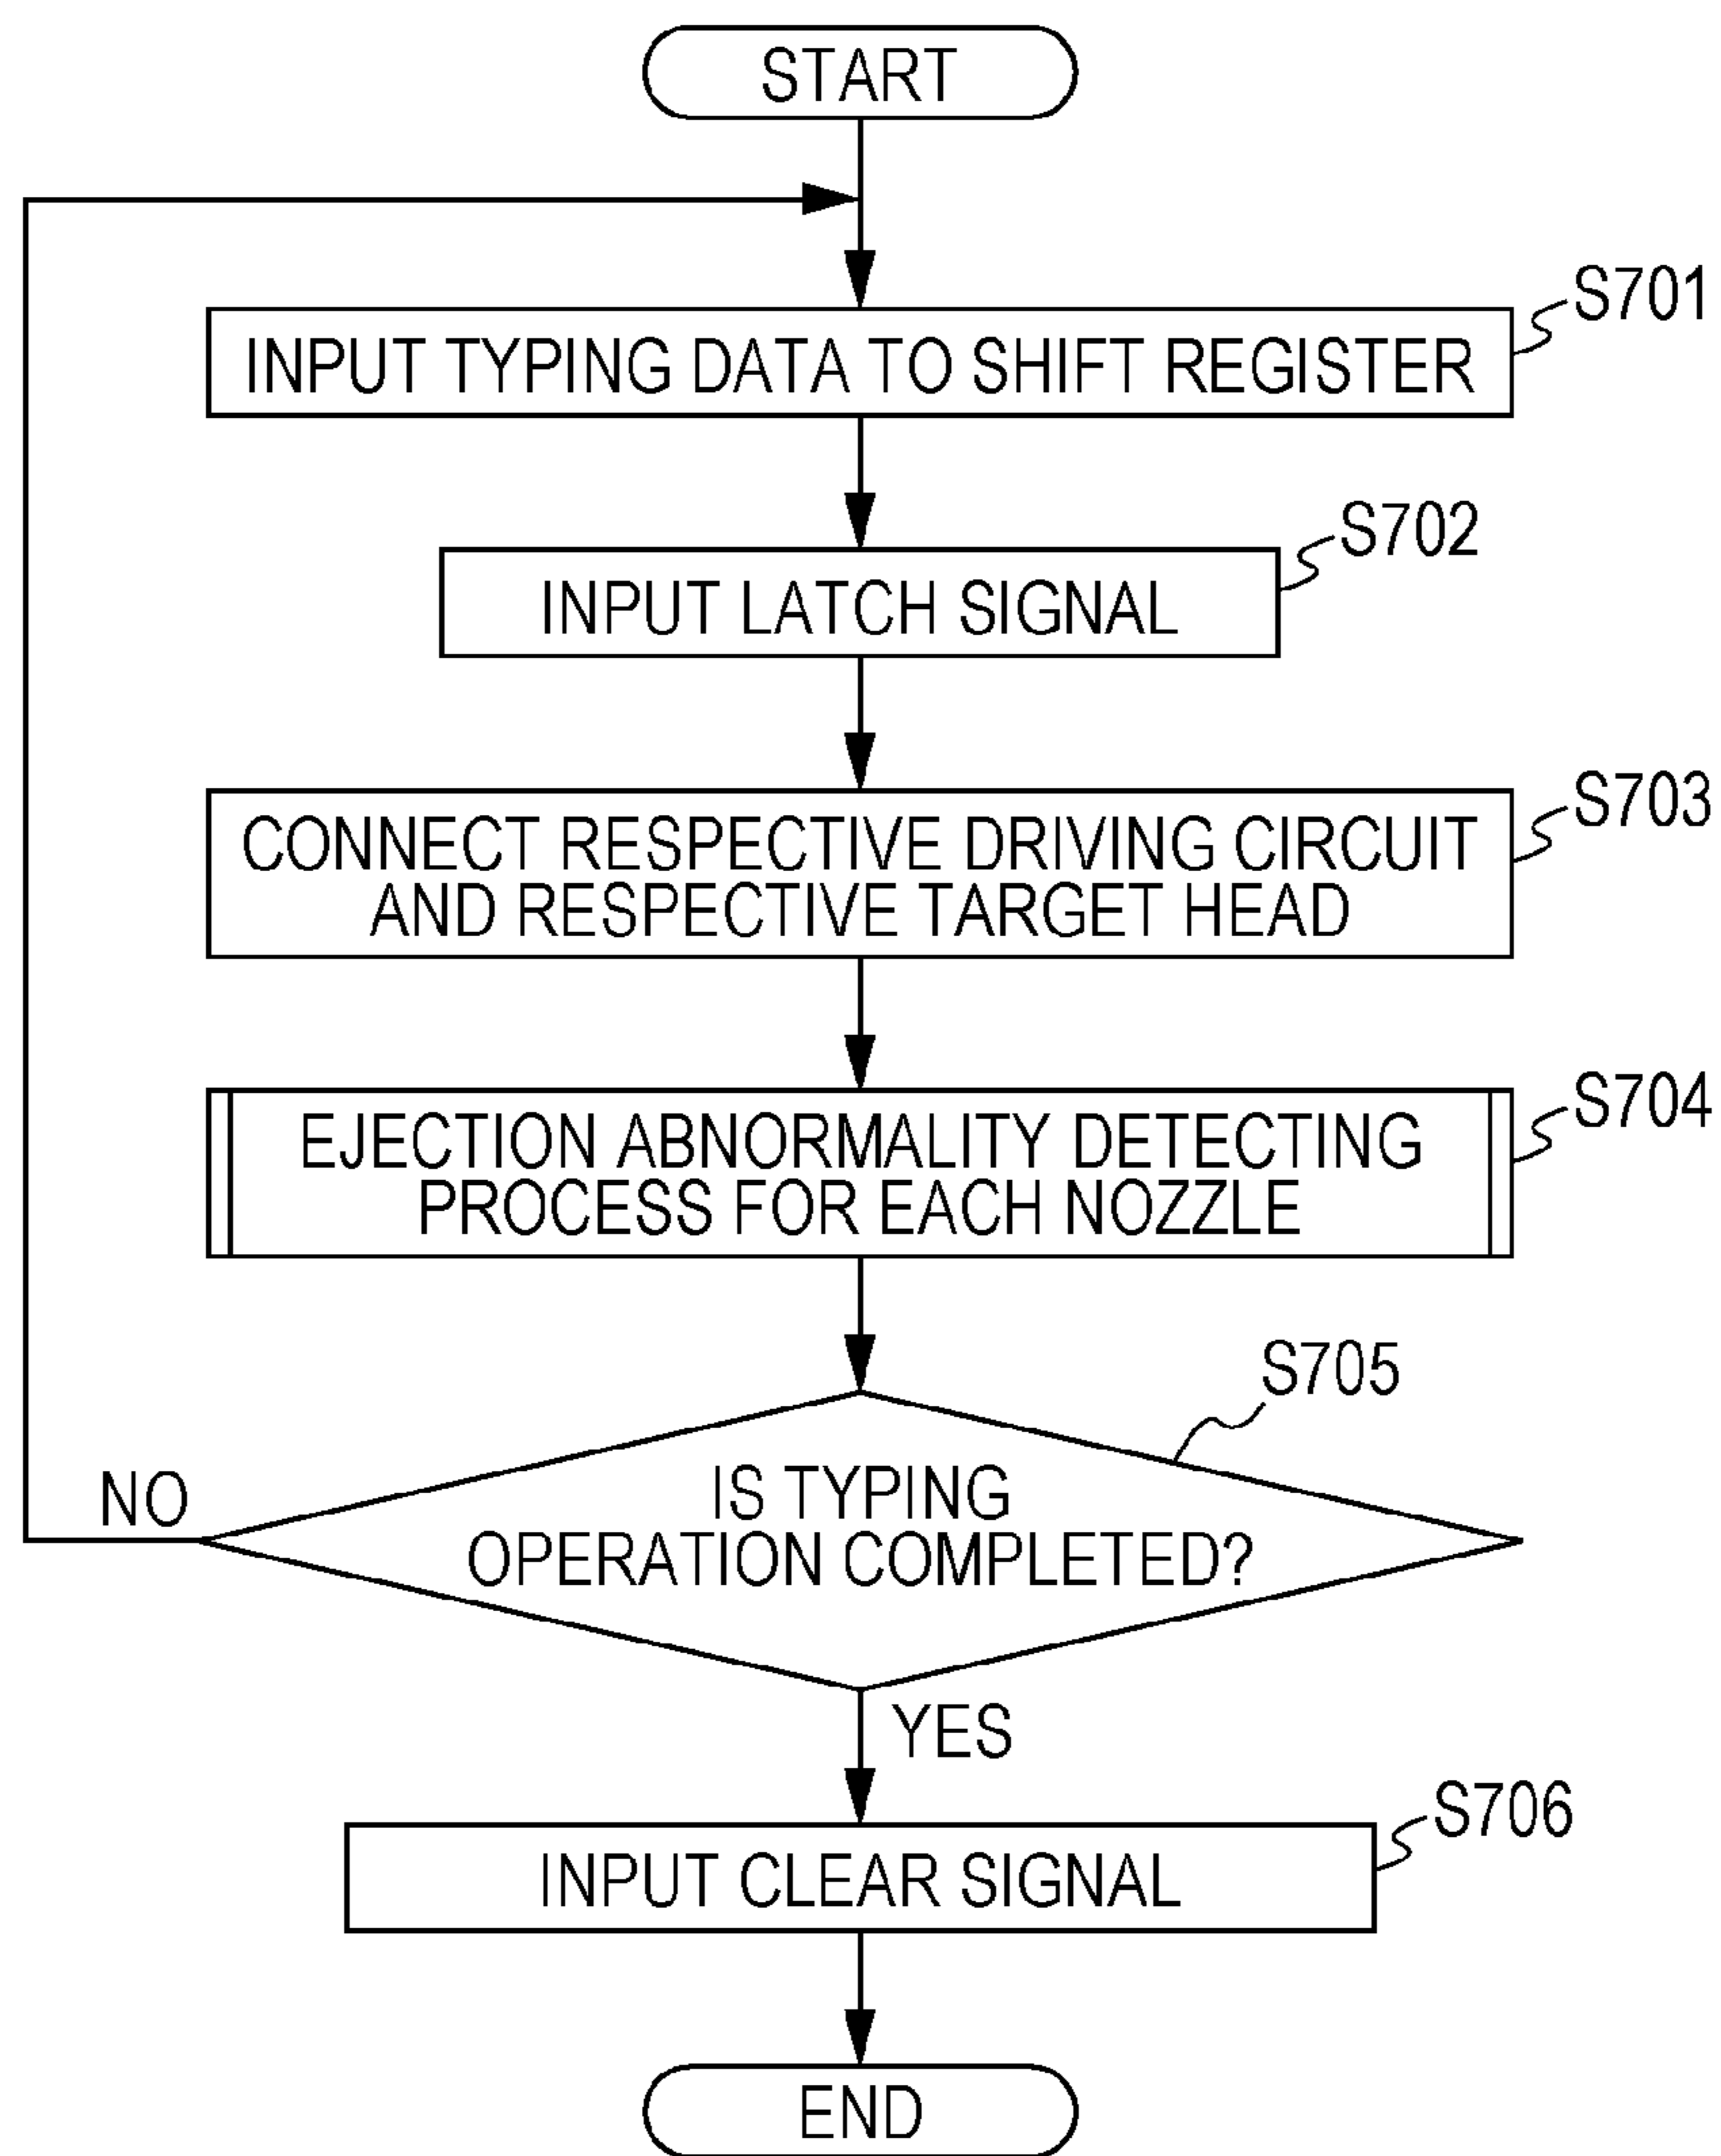 START
S701
INPUT TYPING DATA TO SHIFT REGISTER
S702
INPUT LATCH SIGNAL
S703
CONNECT RESPECTIVE DRIVING CIRCUIT
AND RESPECTIVE TARGET HEAD
S704
EJECTION ABNORMALITY DETECTING
PROCESS FOR EACH NOZZLE
S705
NO
IS TYPING
OPERATION COMPLETED?
YES
S706
INPUT CLEAR SIGNAL
END